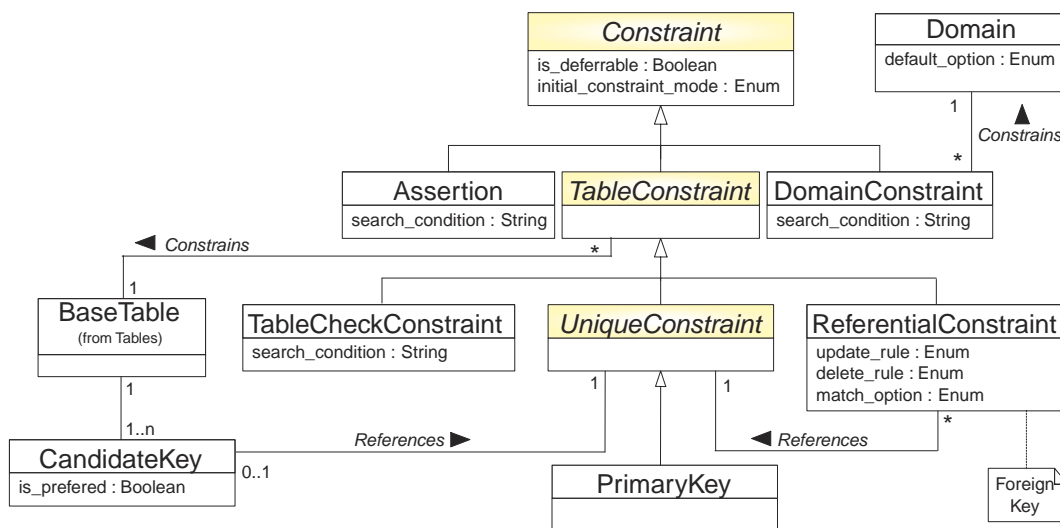 Constraint
is_deferrable : Boolean
initial_constraint_mode : Enum
Domain
default_option : Enum
1
Constrains
*
Assertion
search_condition : String
TableConstraint
DomainConstraint
search_condition : String
Constrains
*
1
BaseTable
(from Tables)
TableCheckConstraint
search_condition : String
UniqueConstraint
ReferentialConstraint
update_rule : Enum
delete_rule : Enum
match_option : Enum
1
1
1
1..n
References
References
*
CandidateKey
is_prefered : Boolean
0..1
PrimaryKey
Foreign
Key